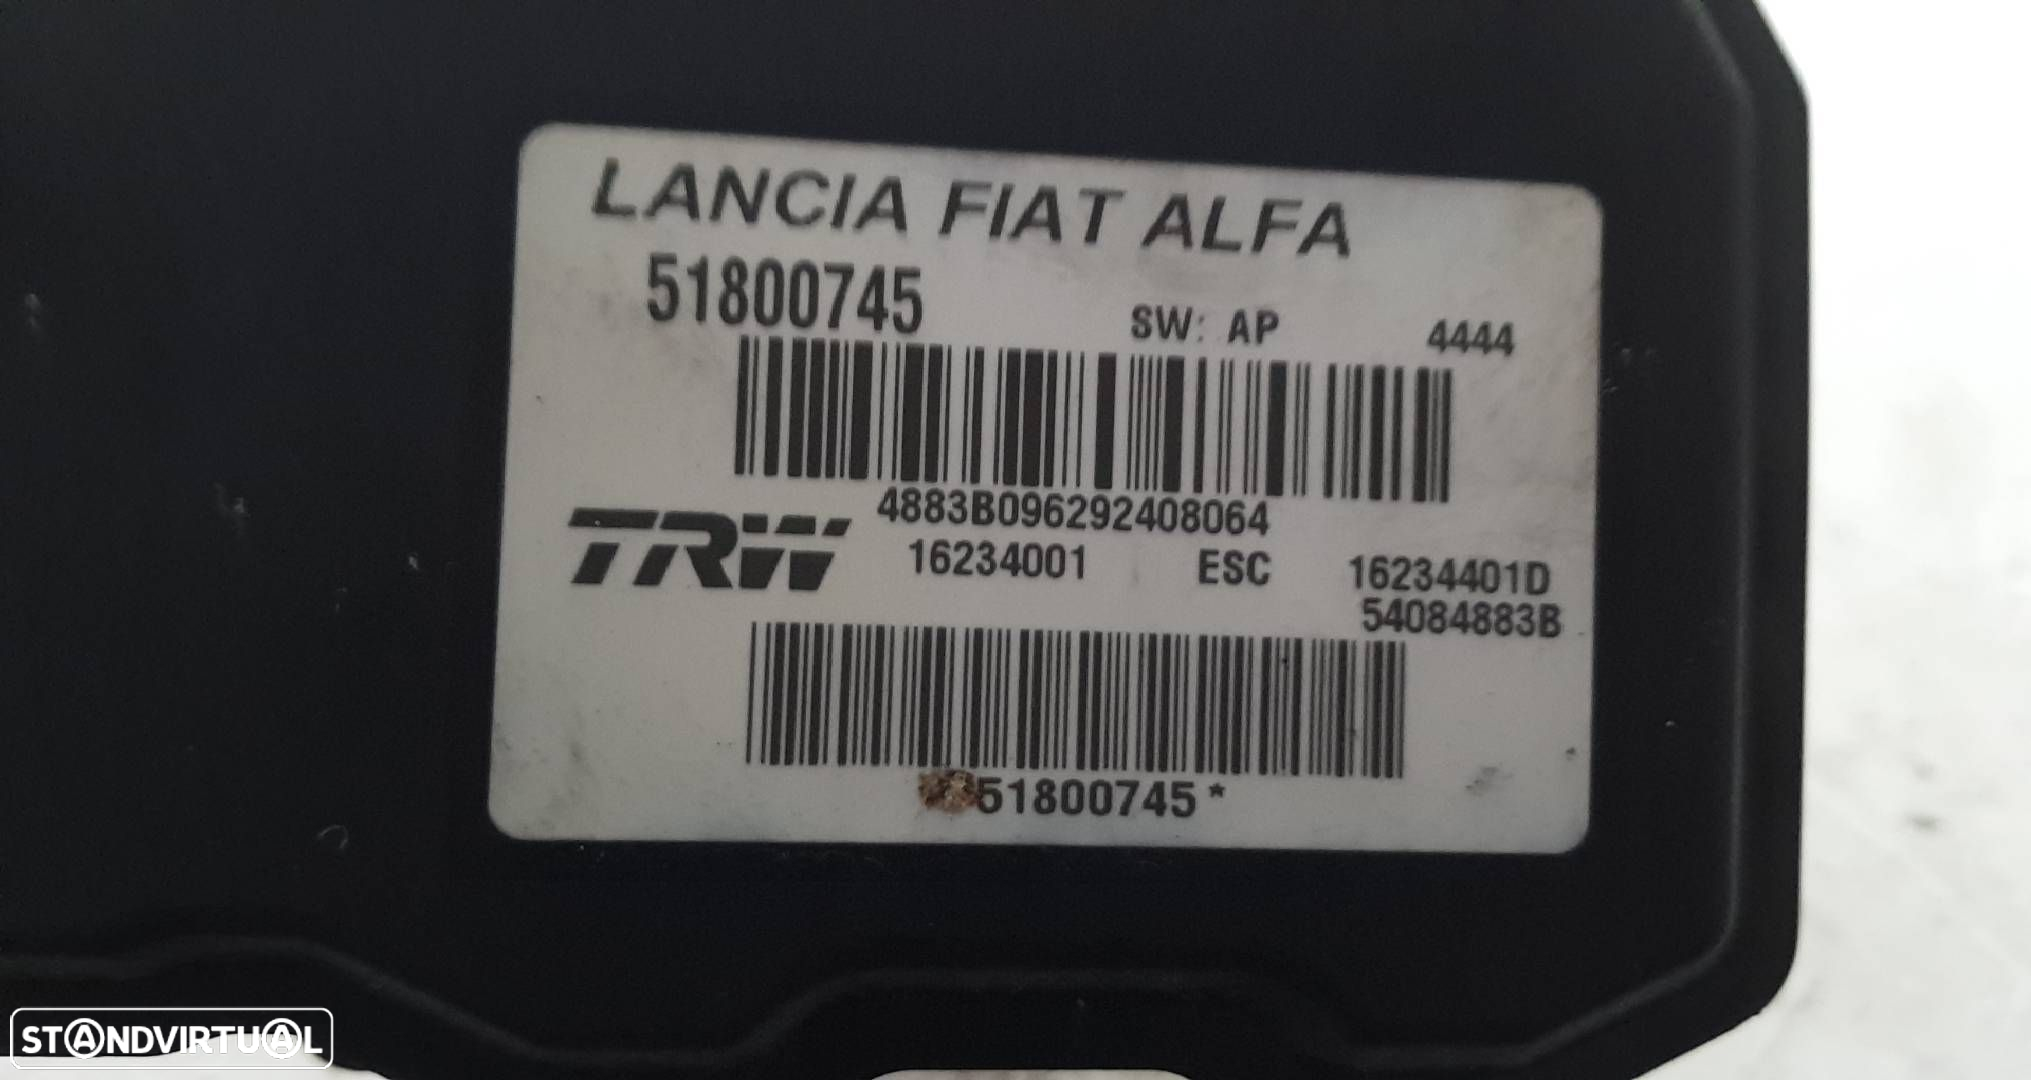 LANCIA FIAT ALFA
51800745
SW: AP 4444
4883B096292408064
TRW 16234001 ESC 16234401D
54084883B
51800745*
STANDVIRTUAL